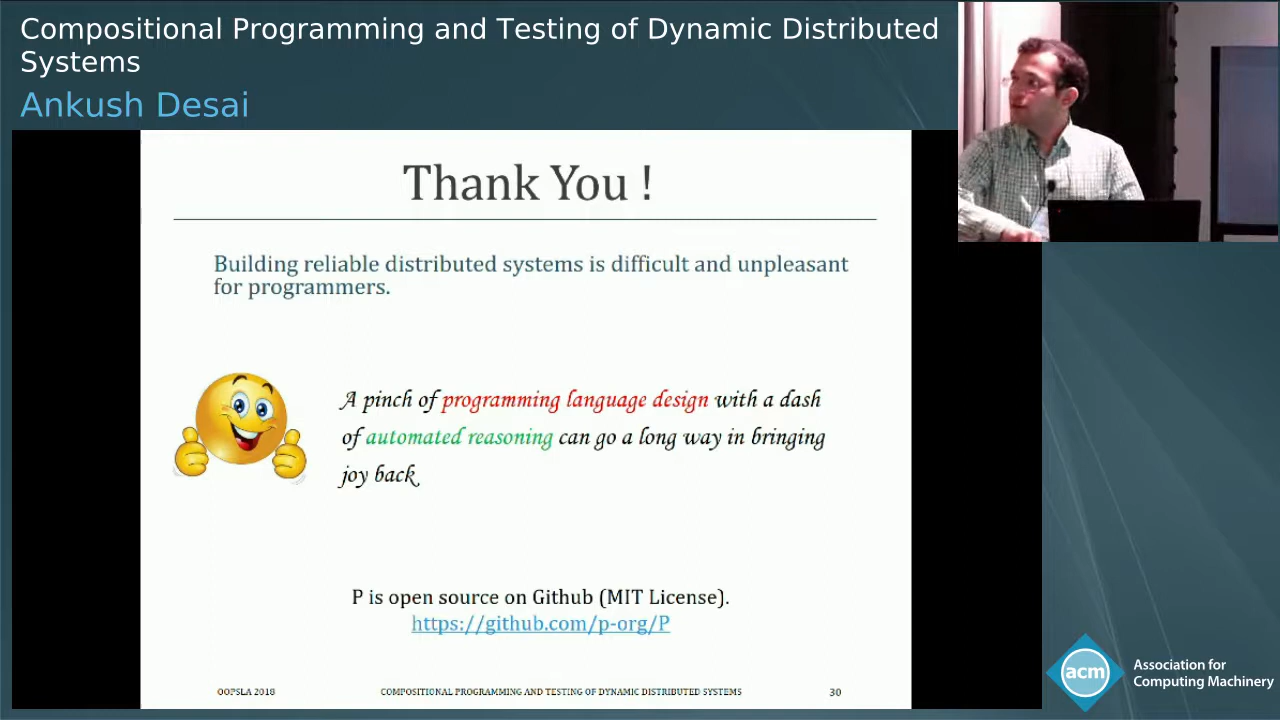 Compositional Programming and Testing of Dynamic Distributed
Systems
Ankush Desai
Thank You !
Building reliable distributed systems is difficult and unpleasant
for programmers.
A pinch of programming language design with a dash
of automated reasoning can go a long way in bringing
joy back.
P is open source on Github (MIT License).
https://github.com/p-org/P
OOPSLA 2018 COMPOSITIONAL PROGRAMMING AND TESTING OF DYNAMIC DISTRIBUTED SYSTEMS 30
acm
Association for
Computing Machinery